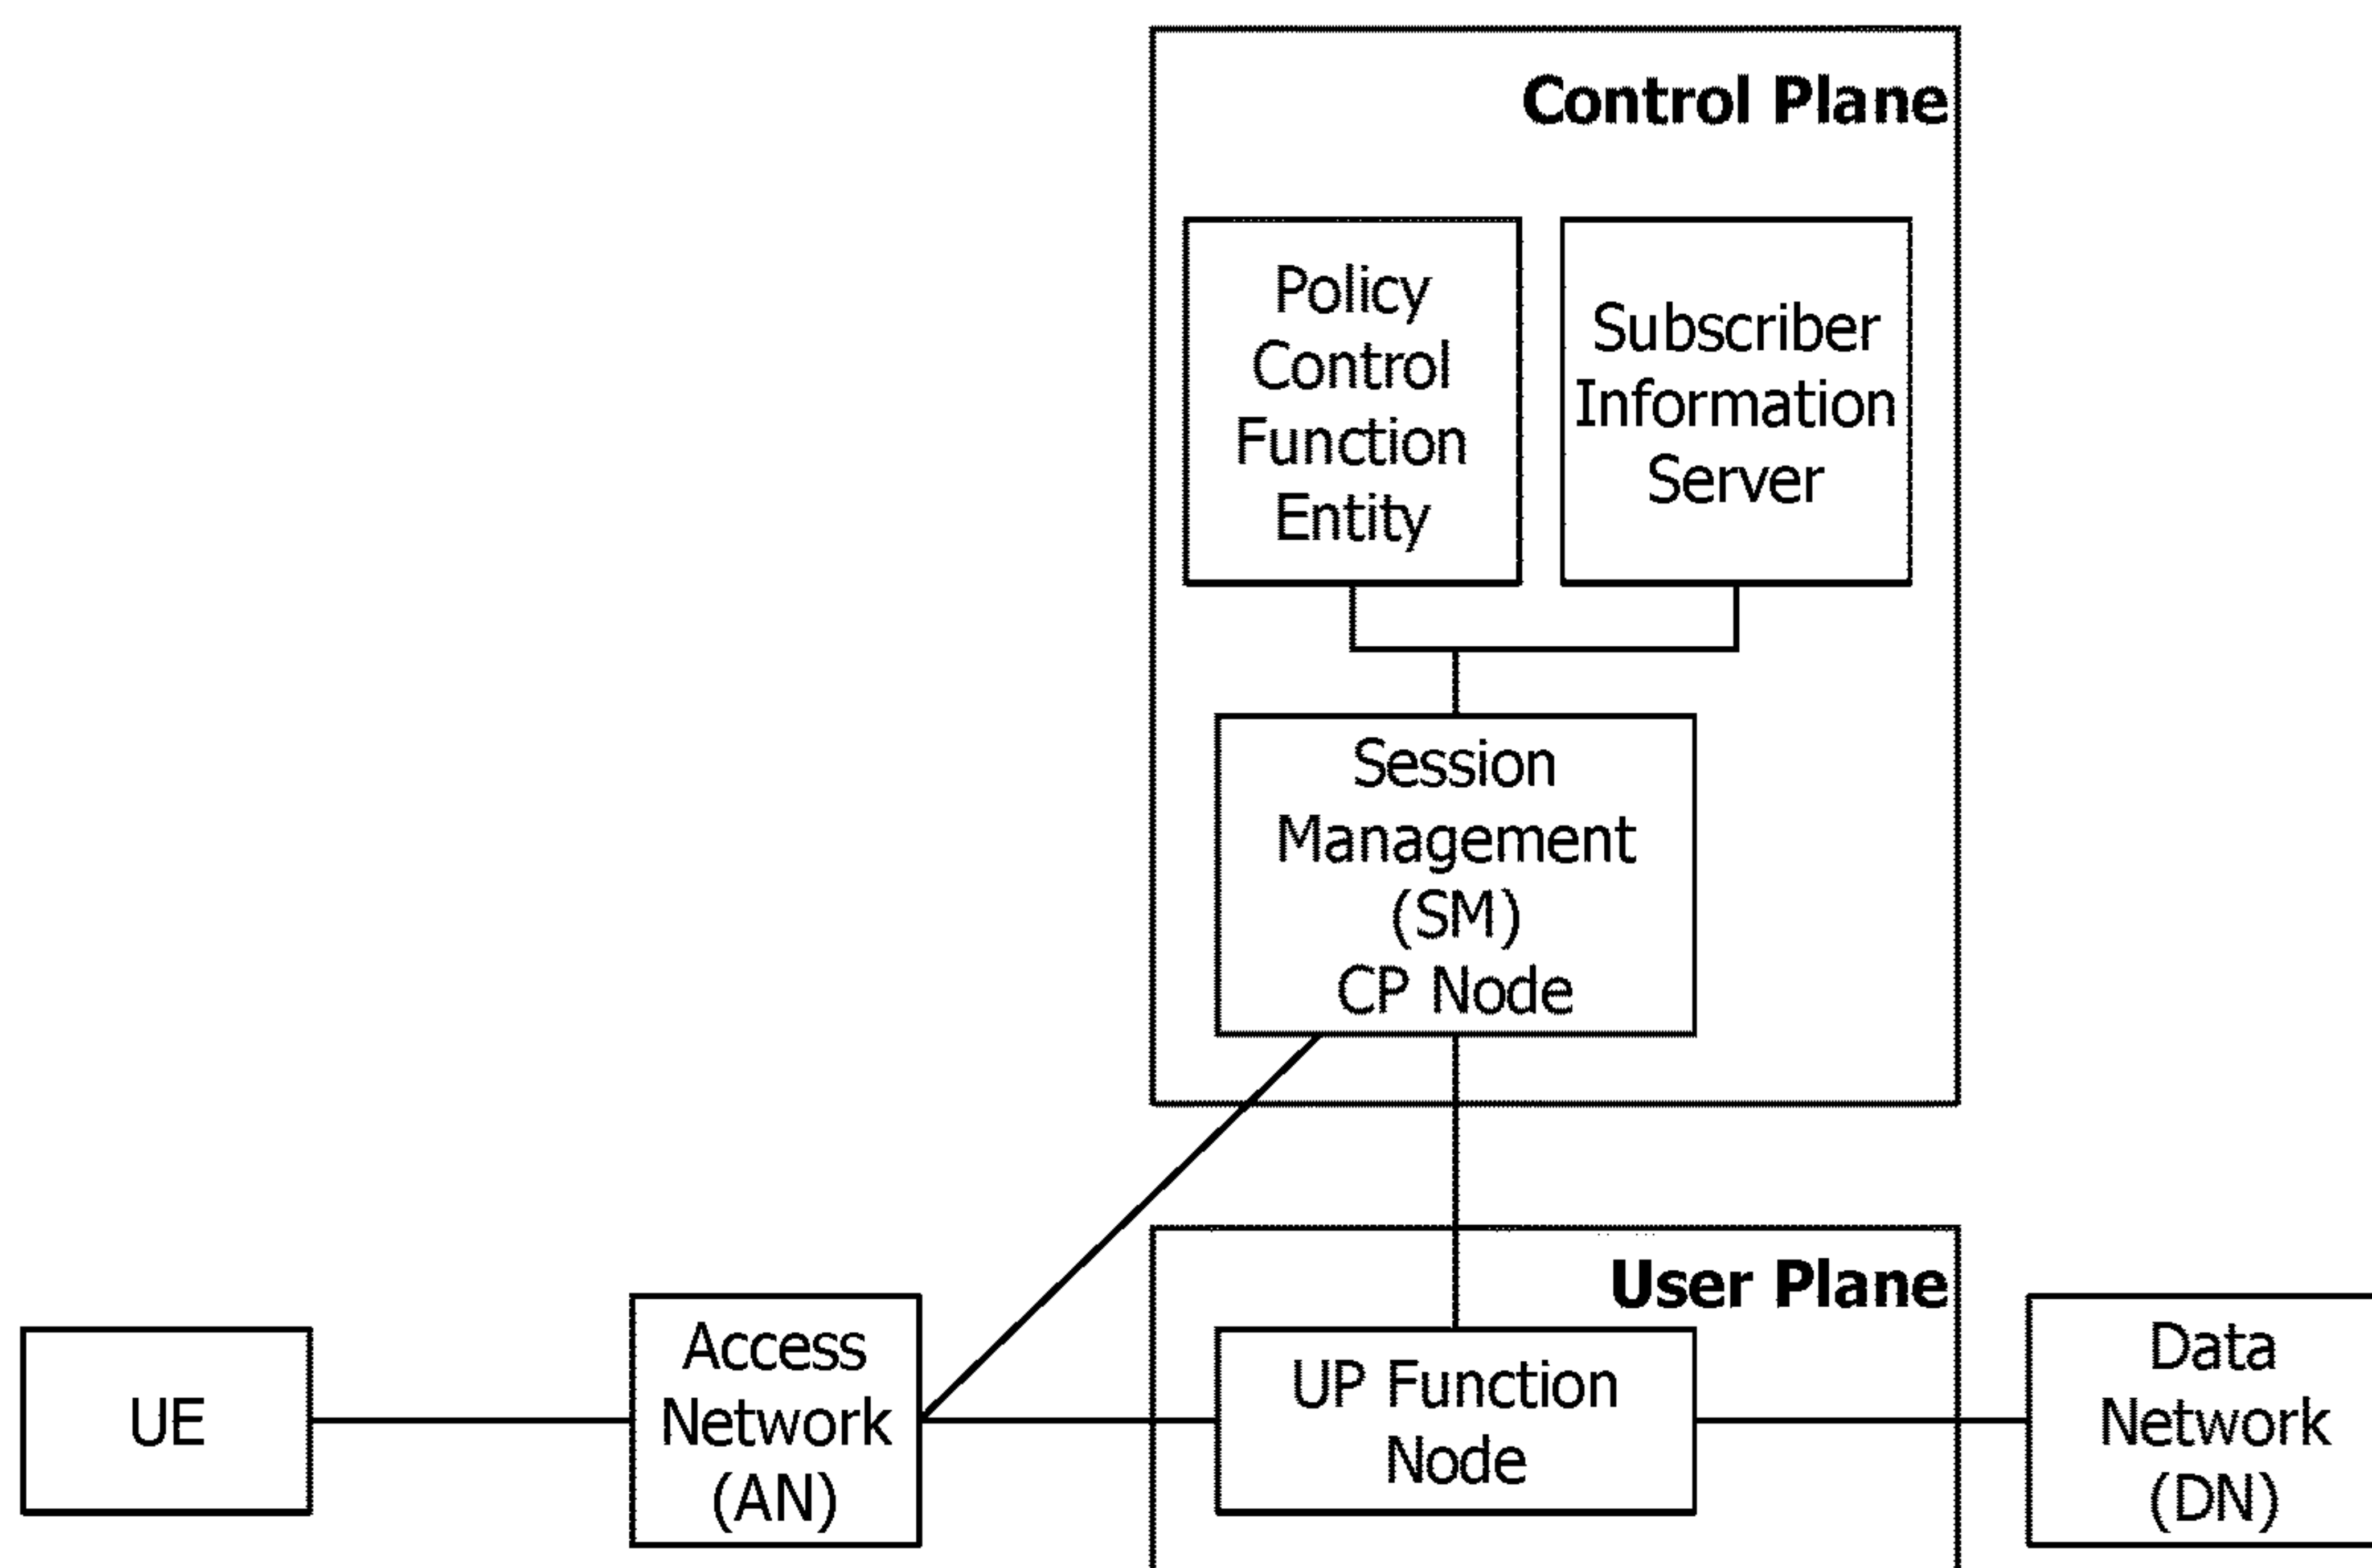 Control Plane
Policy
Control
Function
Entity
Subscriber
Information
Server
Session
Management
(SM)
CP Node
User Plane
UE
Access
Network
(AN)
UP Function
Node
Data
Network
(DN)